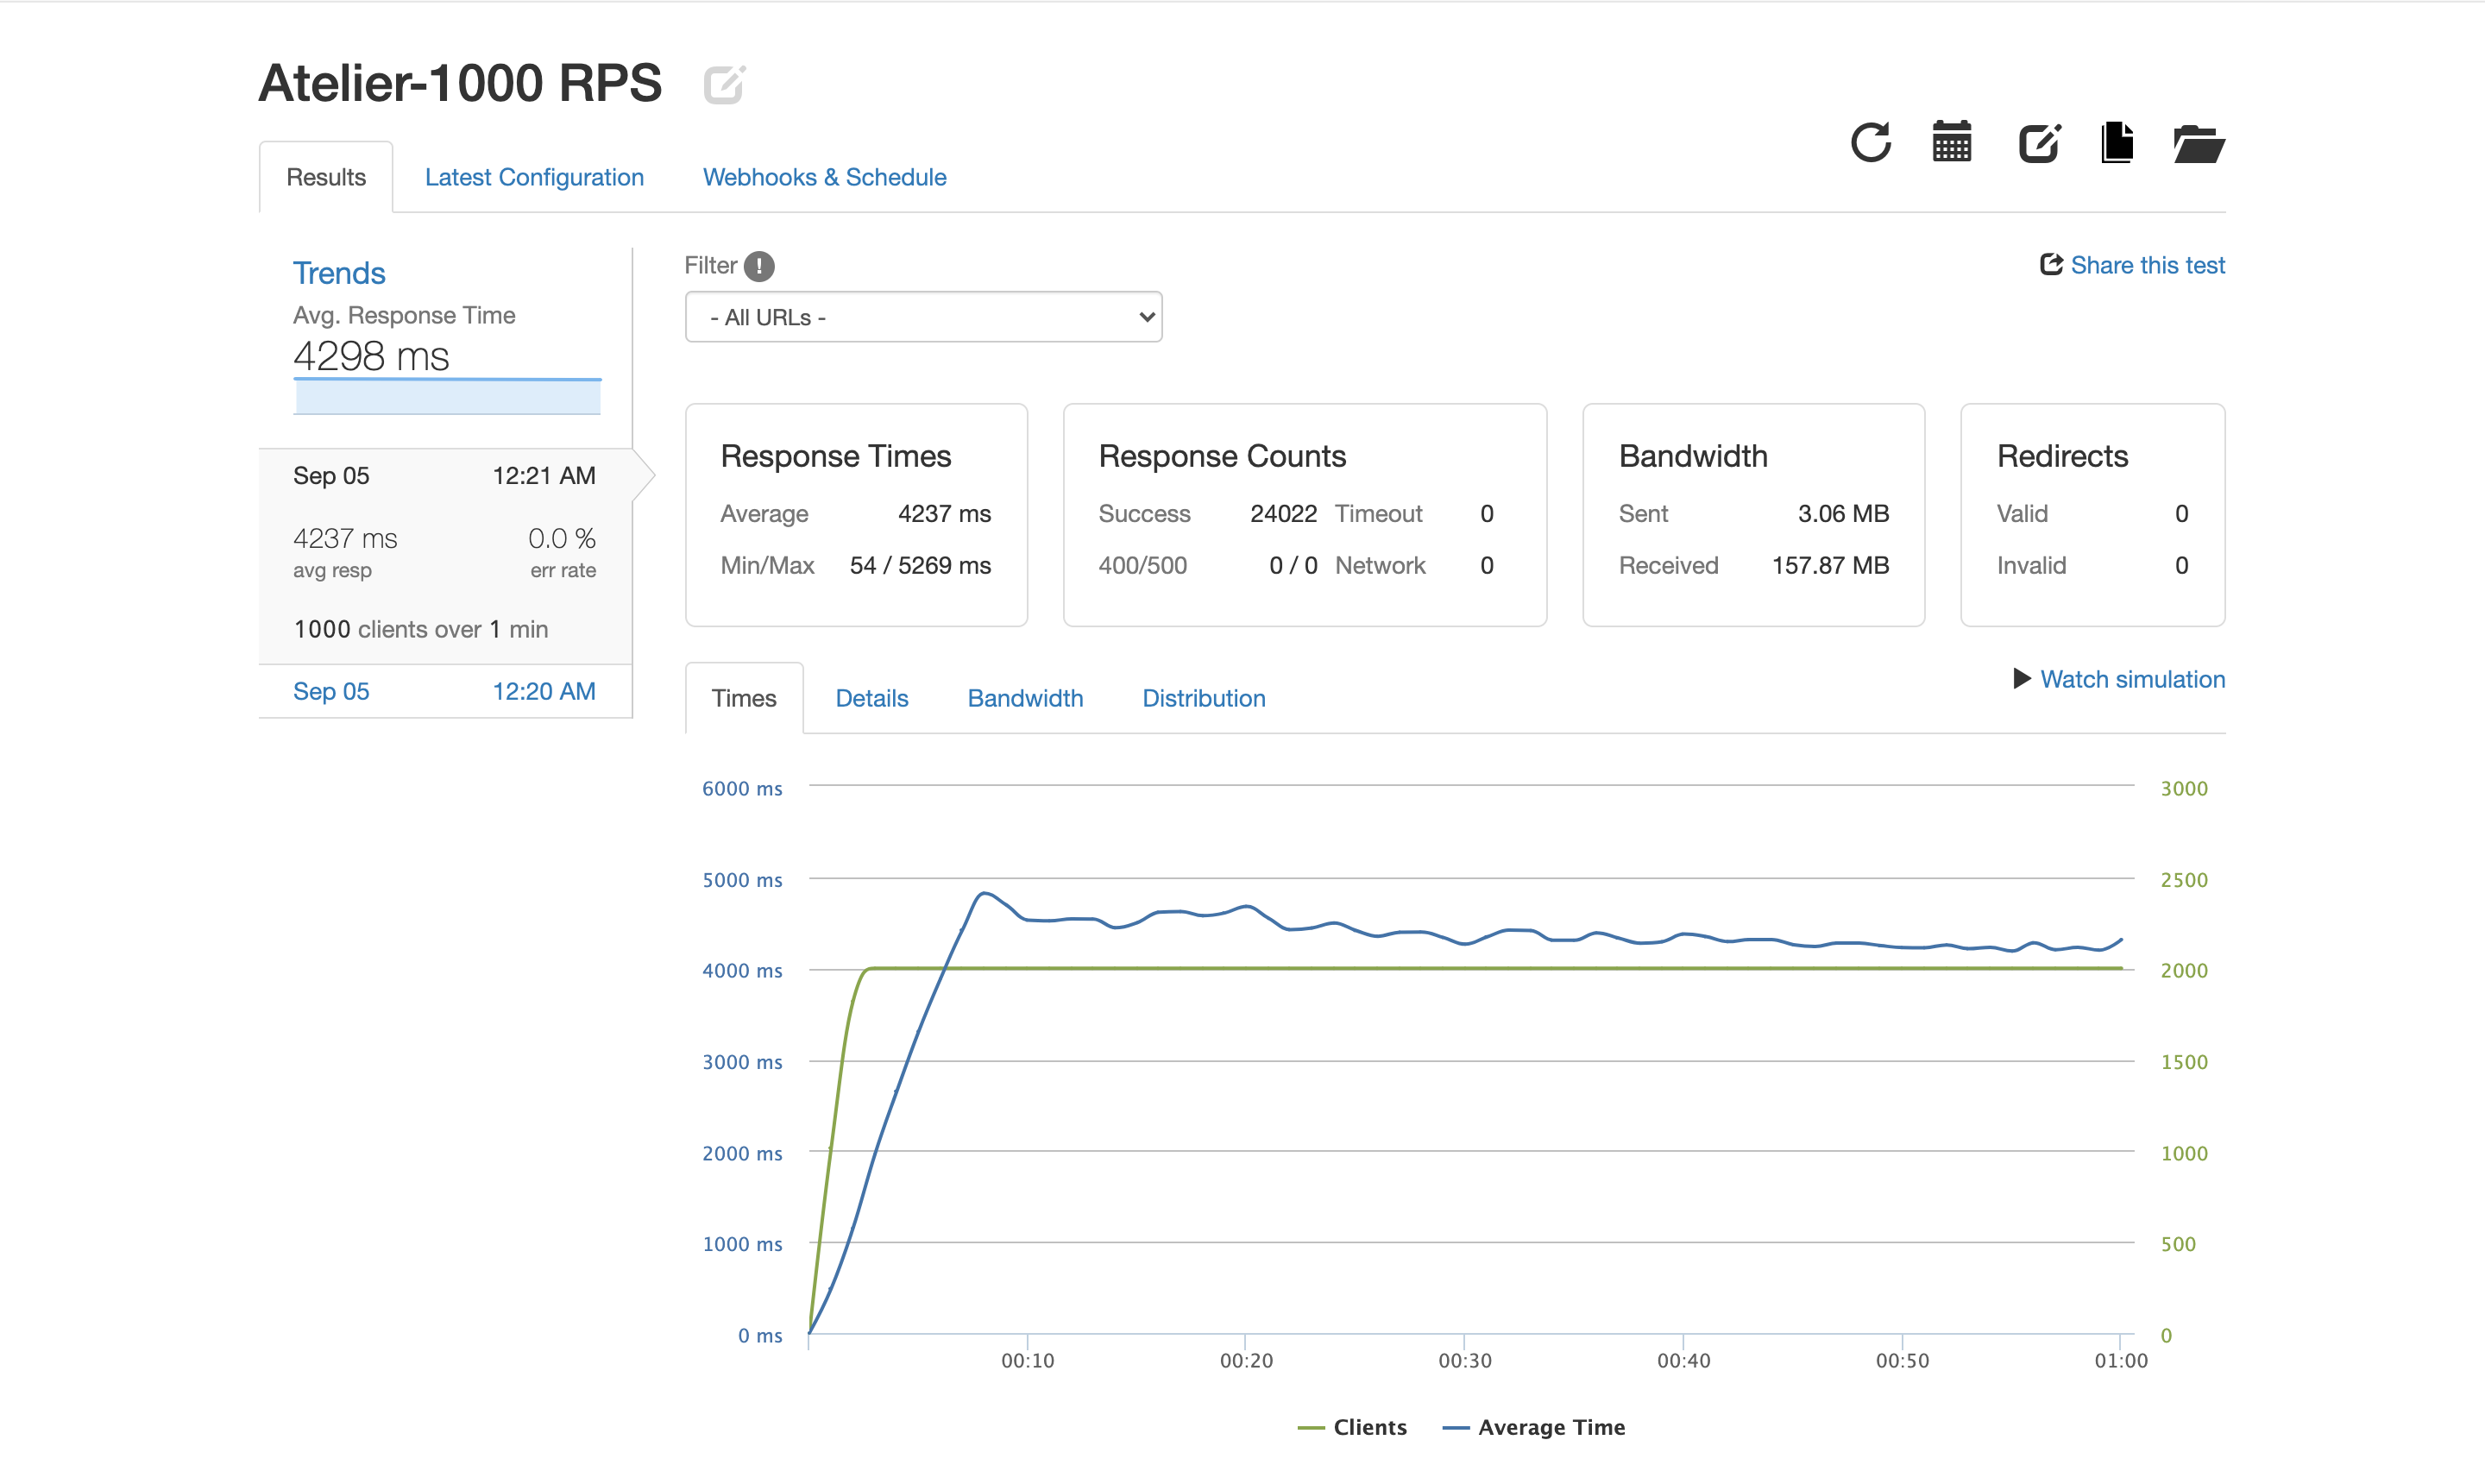 Atelier-1000 RPS
Results Latest Configuration Webhooks & Schedule
Trends
Avg. Response Time
4298 ms
Sep 05 12:21 AM
4237 ms 0.0 %
avg resp err rate
1000 clients over 1 min
Sep 05 12:20 AM
Filter !
Share this test
- All URLs -
Response Times
Average 4237 ms
Min/Max 54 / 5269 ms
Response Counts
Success 24022 Timeout 0
400/500 0 / 0 Network 0
Bandwidth
Sent 3.06 MB
Received 157.87 MB
Redirects
Valid 0
Invalid 0
Times Details Bandwidth Distribution
Watch simulation
6000 ms 3000
5000 ms 2500
4000 ms 2000
3000 ms 1500
2000 ms 1000
1000 ms 500
0 ms 0
00:10 00:20 00:30 00:40 00:50 01:00
Clients Average Time